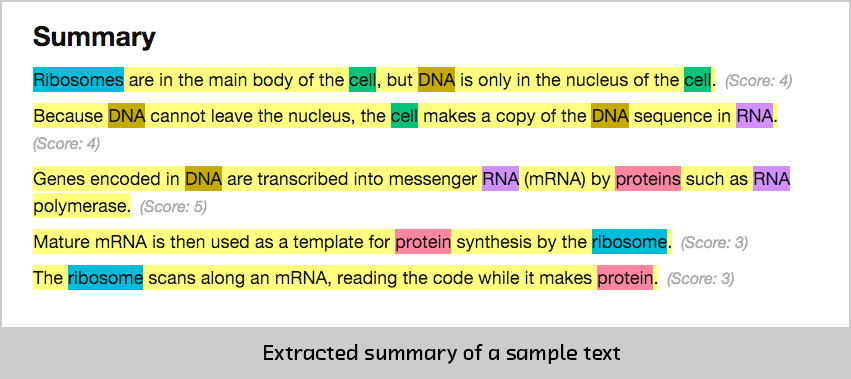 Summary
Ribosomes are in the main body of the cell, but DNA is only in the nucleus of the cell. (Score: 4)
Because DNA cannot leave the nucleus, the cell makes a copy of the DNA sequence in RNA.
(Score: 4)
Genes encoded in DNA are transcribed into messenger RNA (mRNA) by proteins such as RNA
polymerase. (Score: 5)
Mature mRNA is then used as a template for protein synthesis by the ribosome. (Score: 3)
The ribosome scans along an mRNA, reading the code while it makes protein. (Score: 3)
Extracted summary of a sample text